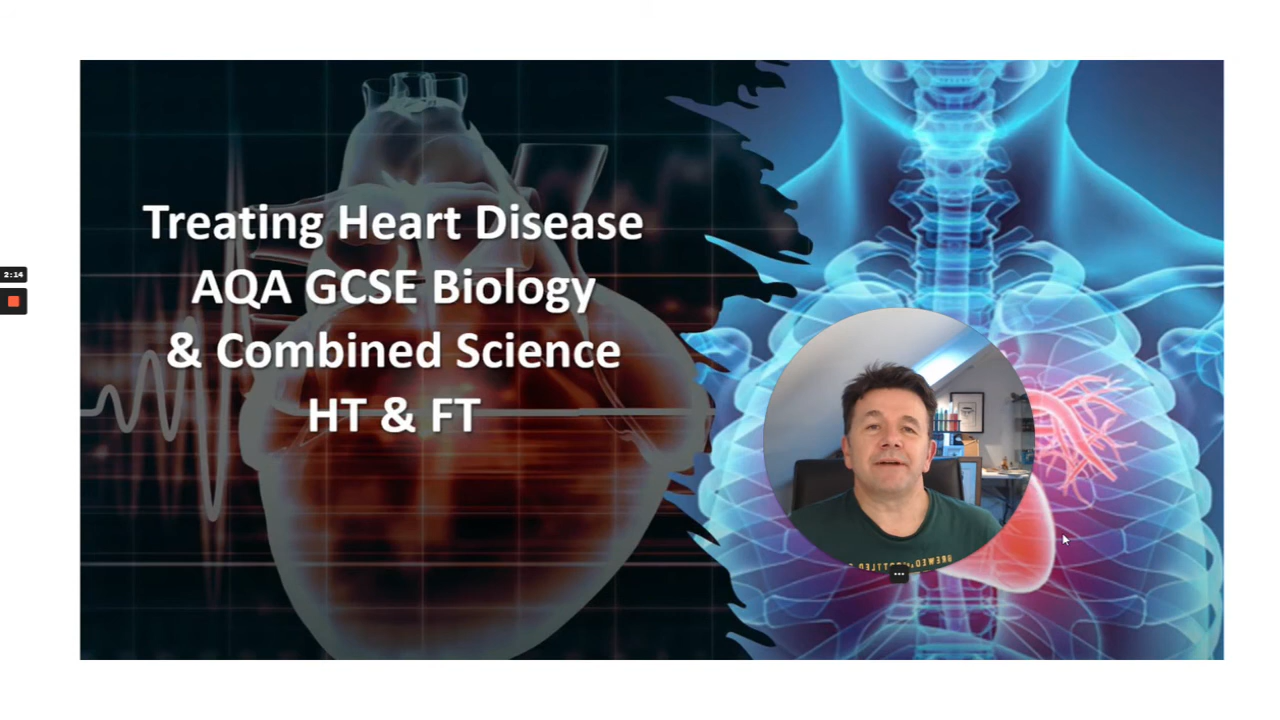 Treating Heart Disease
AQA GCSE Biology
& Combined Science
HT & FT
2:14